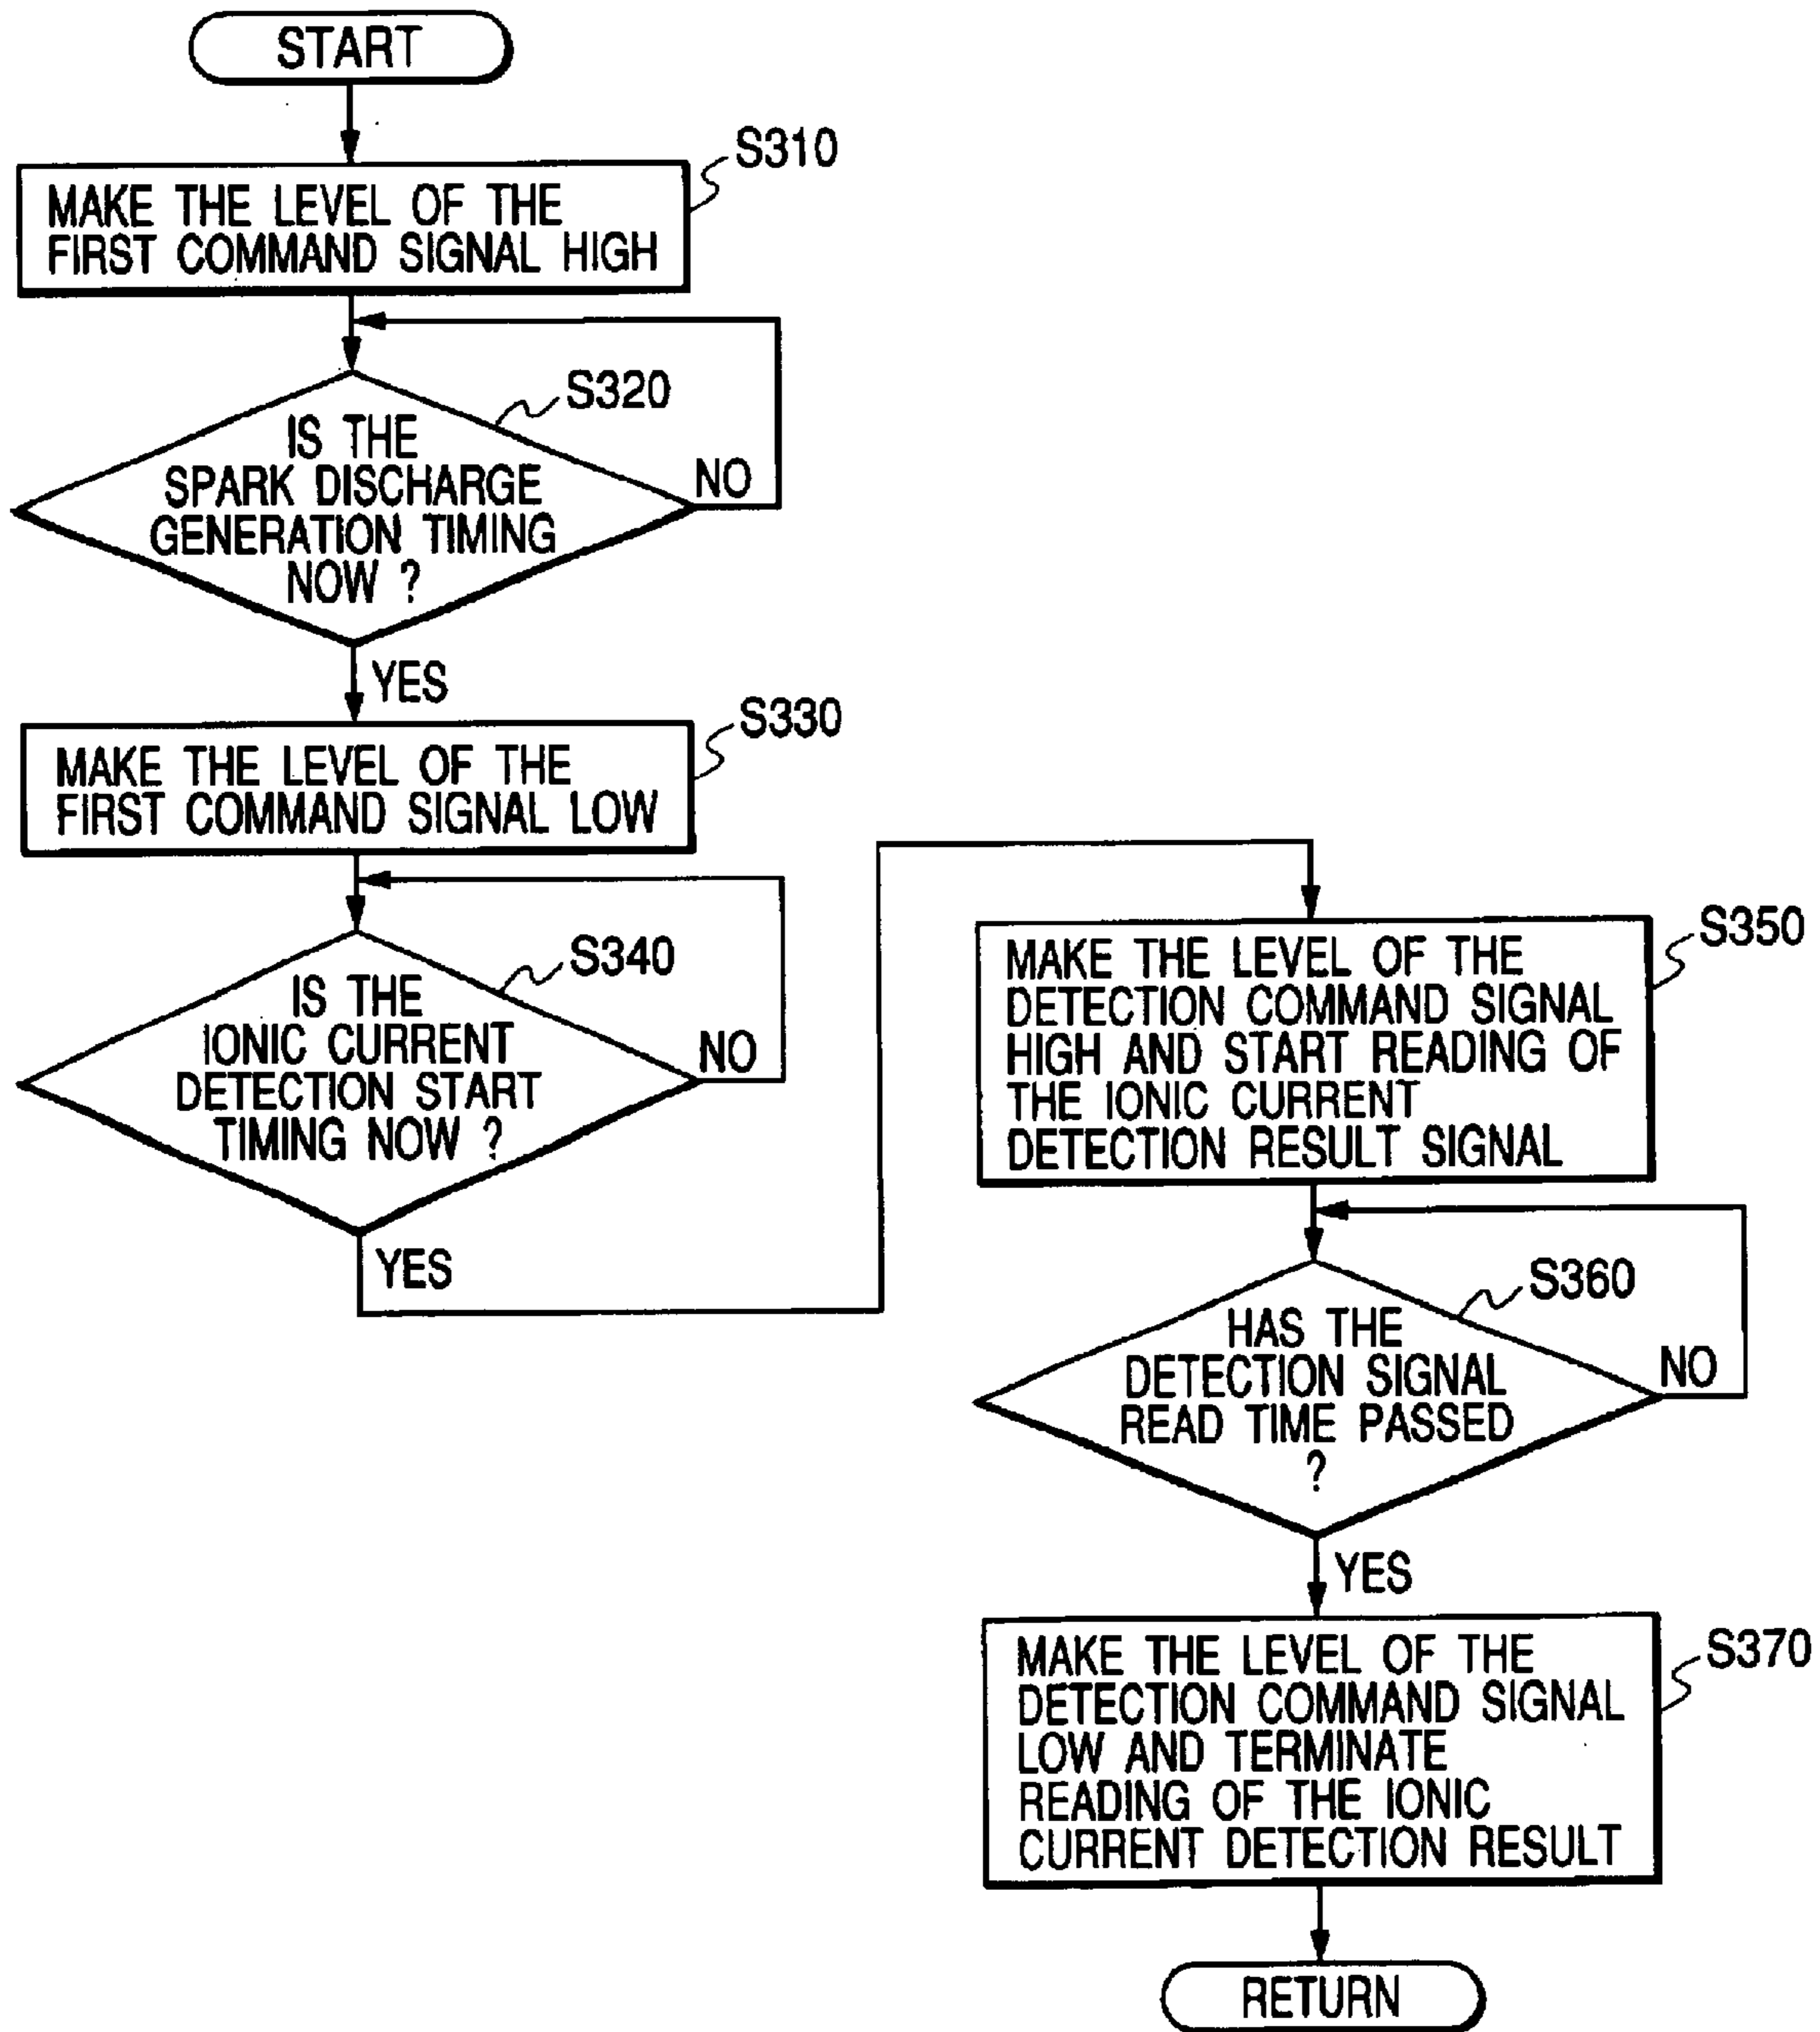 START
S310
MAKE THE LEVEL OF THE
FIRST COMMAND SIGNAL HIGH
S320
IS THE
SPARK DISCHARGE
GENERATION TIMING
NOW ?
NO
YES
S330
MAKE THE LEVEL OF THE
FIRST COMMAND SIGNAL LOW
S340
IS THE
IONIC CURRENT
DETECTION START
TIMING NOW ?
NO
YES
S350
MAKE THE LEVEL OF THE
DETECTION COMMAND SIGNAL
HIGH AND START READING OF
THE IONIC CURRENT
DETECTION RESULT SIGNAL
S360
HAS THE
DETECTION SIGNAL
READ TIME PASSED
?
NO
YES
S370
MAKE THE LEVEL OF THE
DETECTION COMMAND SIGNAL
LOW AND TERMINATE
READING OF THE IONIC
CURRENT DETECTION RESULT
RETURN